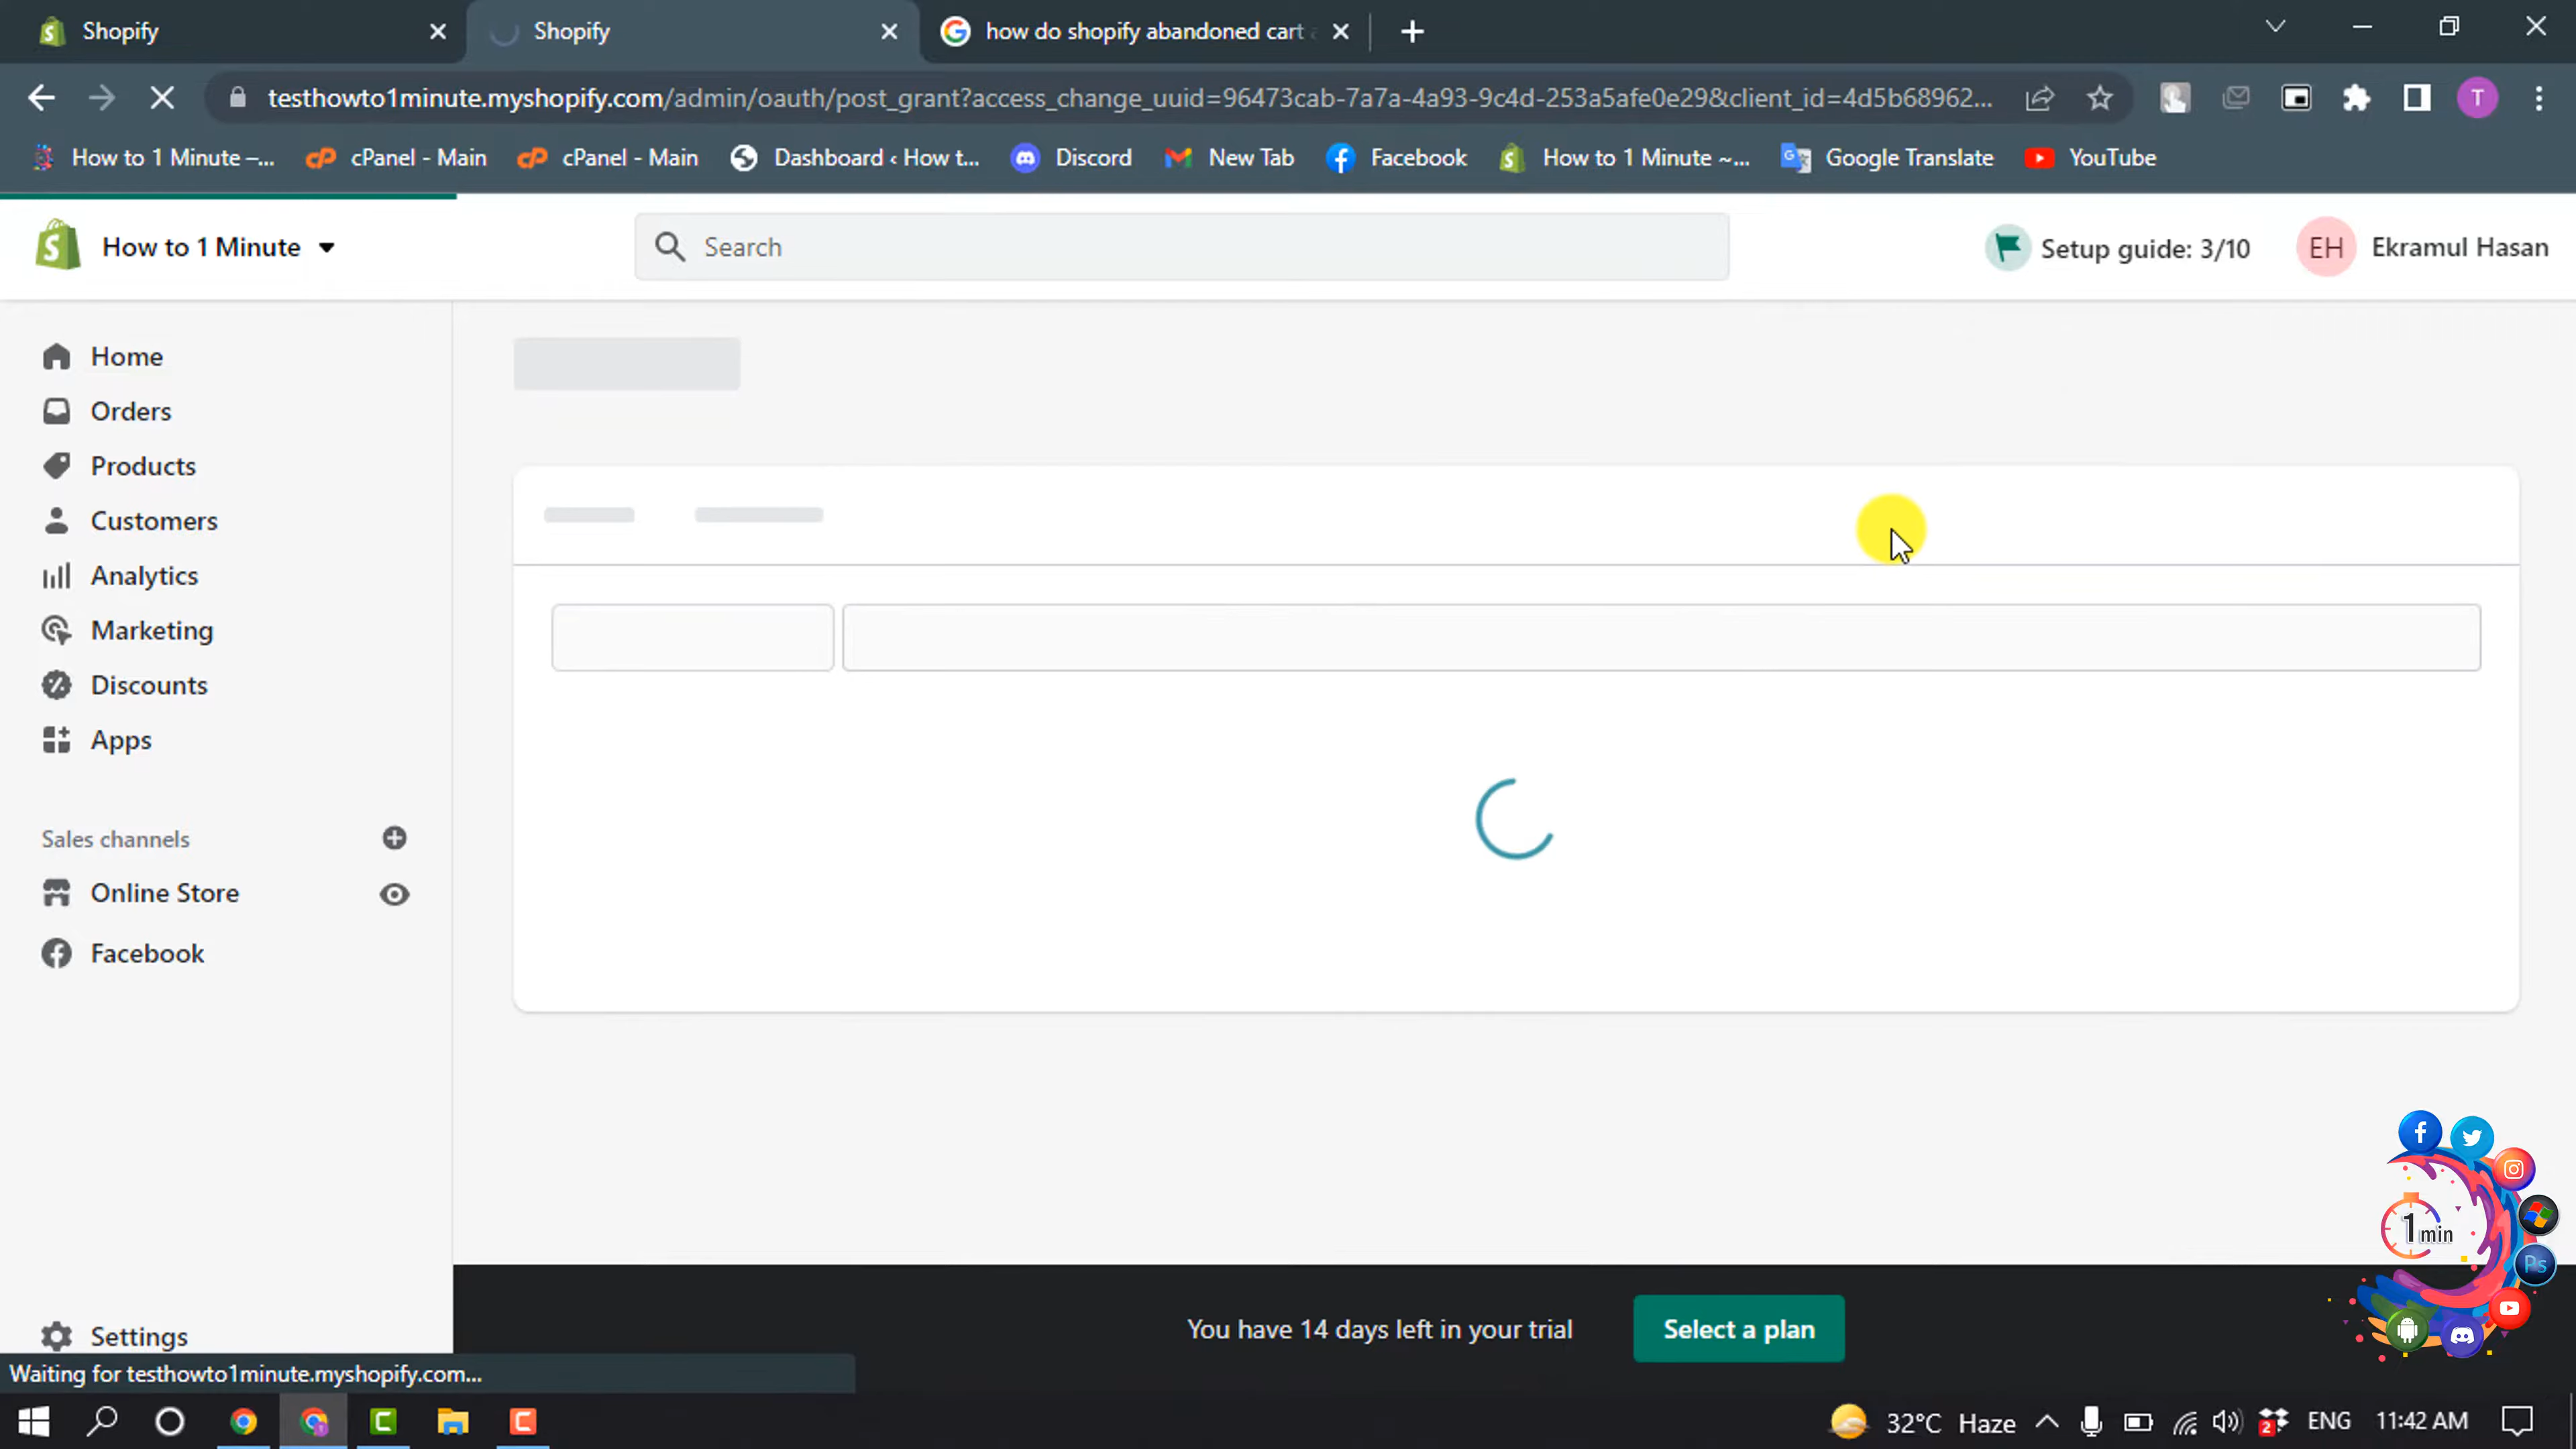 Shopify
Shopify
how do shopify abandoned cart
testhowto1minute.myshopify.com/admin/oauth/post_grant?access_change_uuid=96473cab-7a7a-4a93-9c4d-253a5afe0e29&client_id=4d5b68962...
T
How to 1 Minute –...
cPanel - Main
cPanel - Main
Dashboard ‹ How t...
Discord
New Tab
Facebook
How to 1 Minute ~...
Google Translate
YouTube
How to 1 Minute
Search
Setup guide: 3/10
EH
Ekramul Hasan
Home
Orders
Products
Customers
Analytics
Marketing
Discounts
Apps
Sales channels
Online Store
Facebook
Settings
You have 14 days left in your trial
Select a plan
1 min
Ps
Waiting for testhowto1minute.myshopify.com...
32°C Haze
2
ENG
11:42 AM